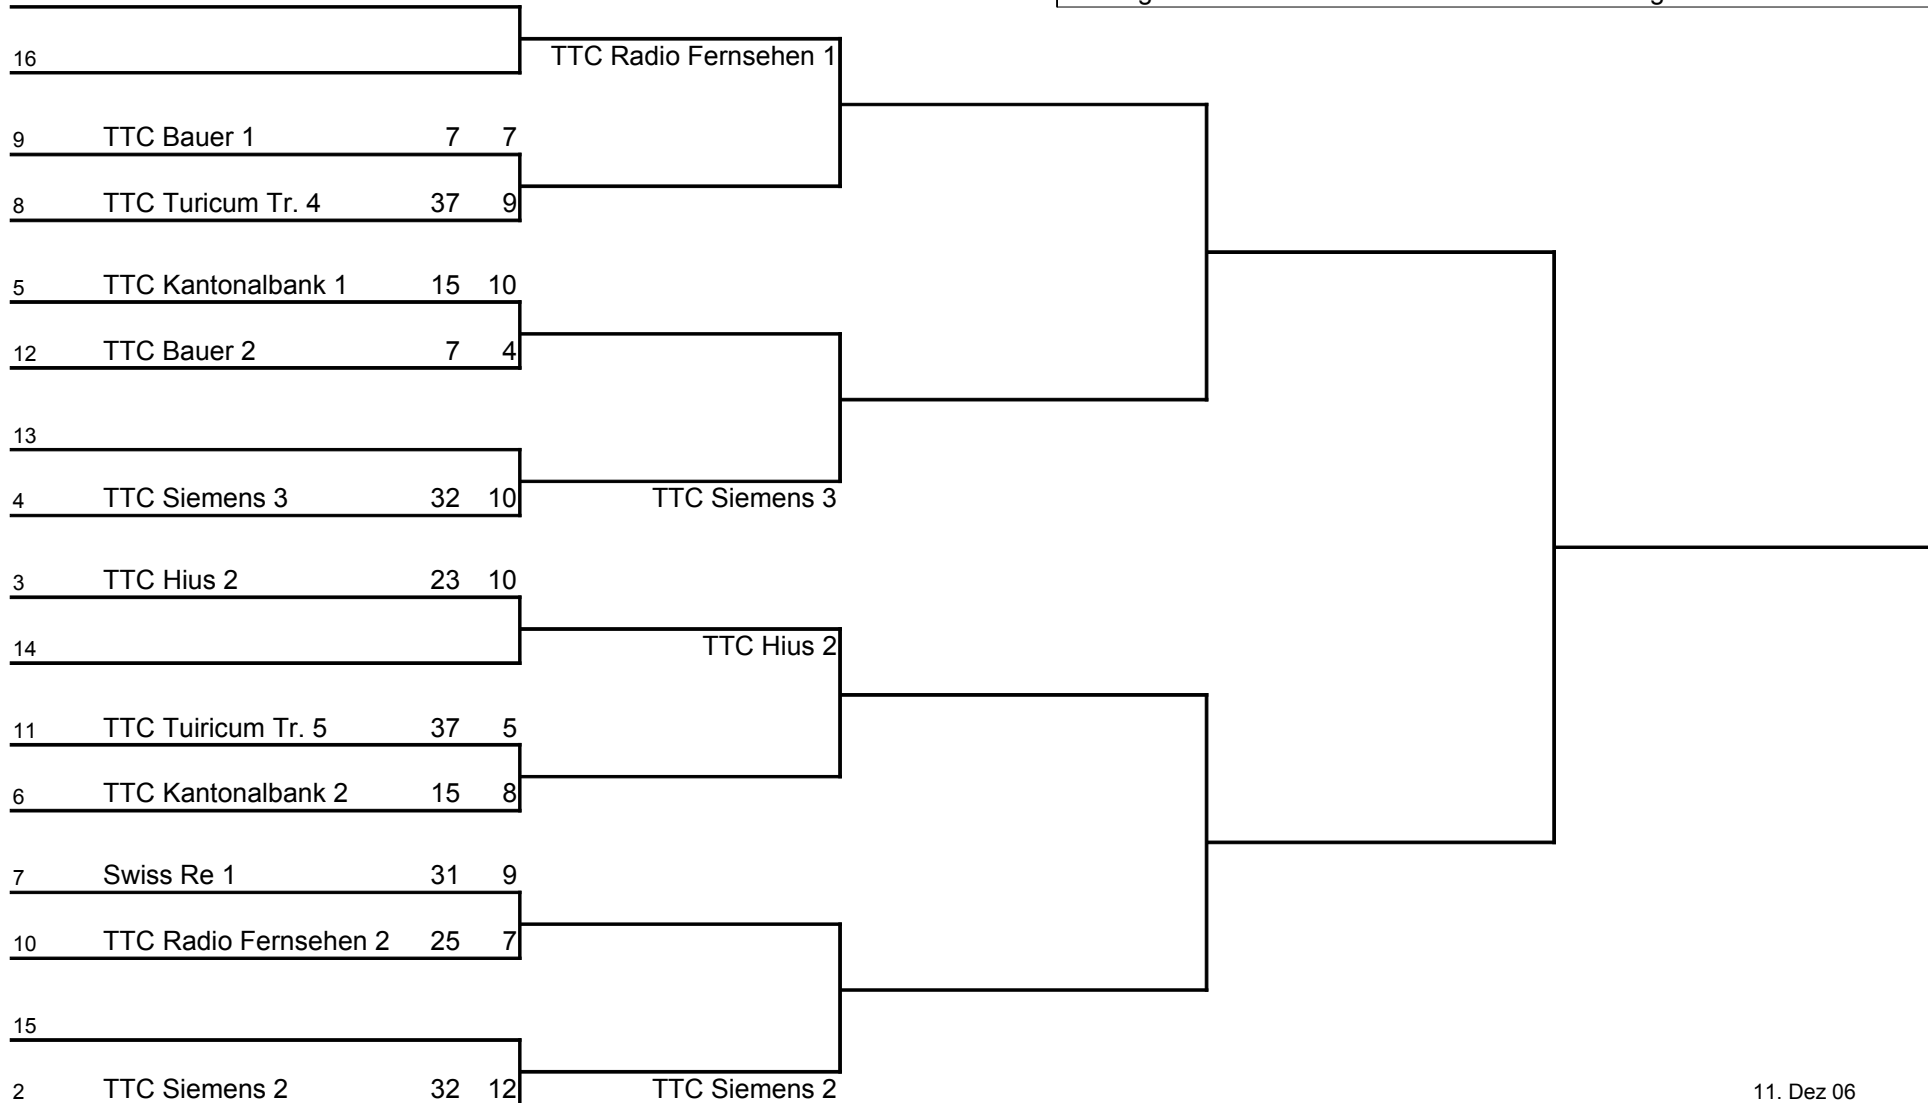 16 TTC Radio Fernsehen 1
9 TTC Bauer 1 7 7
8 TTC Turicum Tr. 4 37 9
5 TTC Kantonalbank 1 15 10
12 TTC Bauer 2 7 4
13
4 TTC Siemens 3 32 10 TTC Siemens 3
3 TTC Hius 2 23 10
14 TTC Hius 2
11 TTC Tuiricum Tr. 5 37 5
6 TTC Kantonalbank 2 15 8
7 Swiss Re 1 31 9
10 TTC Radio Fernsehen 2 25 7
15
2 TTC Siemens 2 32 12 TTC Siemens 2 11. Dez 06